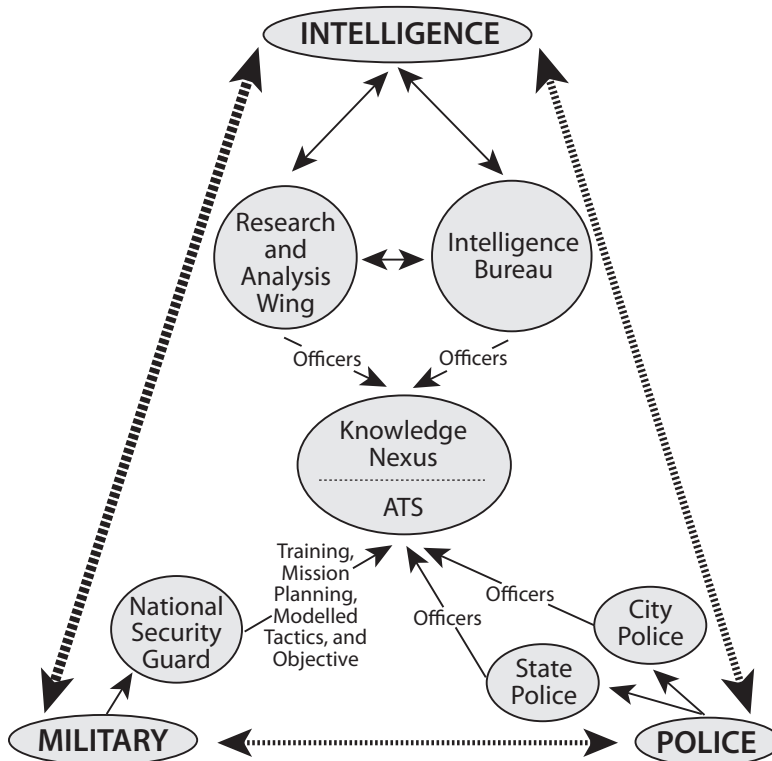 INTELLIGENCE
Research
and
Analysis
Wing
Intelligence
Bureau
Officers
Officers
Knowledge
Nexus
ATS
Training,
Mission
Planning,
Modelled
Tactics, and
Objective
National
Security
Guard
Officers
Officers
City
Police
State
Police
MILITARY
POLICE